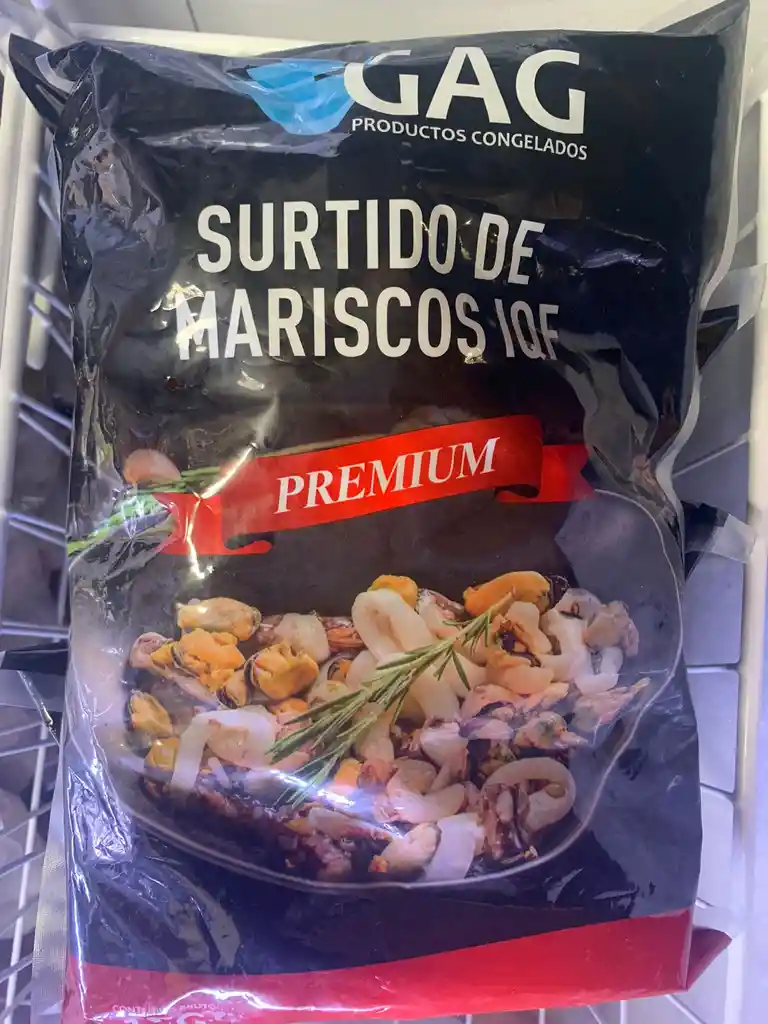 GAG
PRODUCTOS CONGELADOS
SURTIDO DE
MARISCOS IQF
PREMIUM